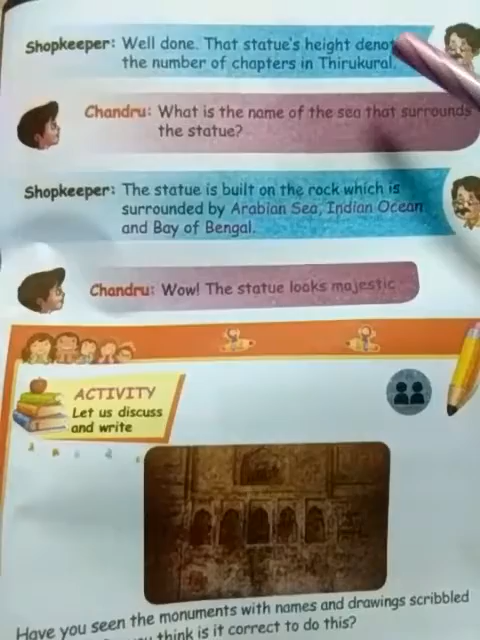 Shopkeeper: Well done. That statue's height
the number of chapters in Thirukural.
Chandru: What is the name of the sea that surrounds
the statue?
Shopkeeper: The statue is built on the rock which is
surrounded by Arabian Sea, Indian Ocean
and Bay of Bengal.
Chandru: Wow! The statue looks majestic
ACTIVITY
Let us discuss
and write
Have you seen the monuments with names and drawings scribbled
you think is it correct to do this?